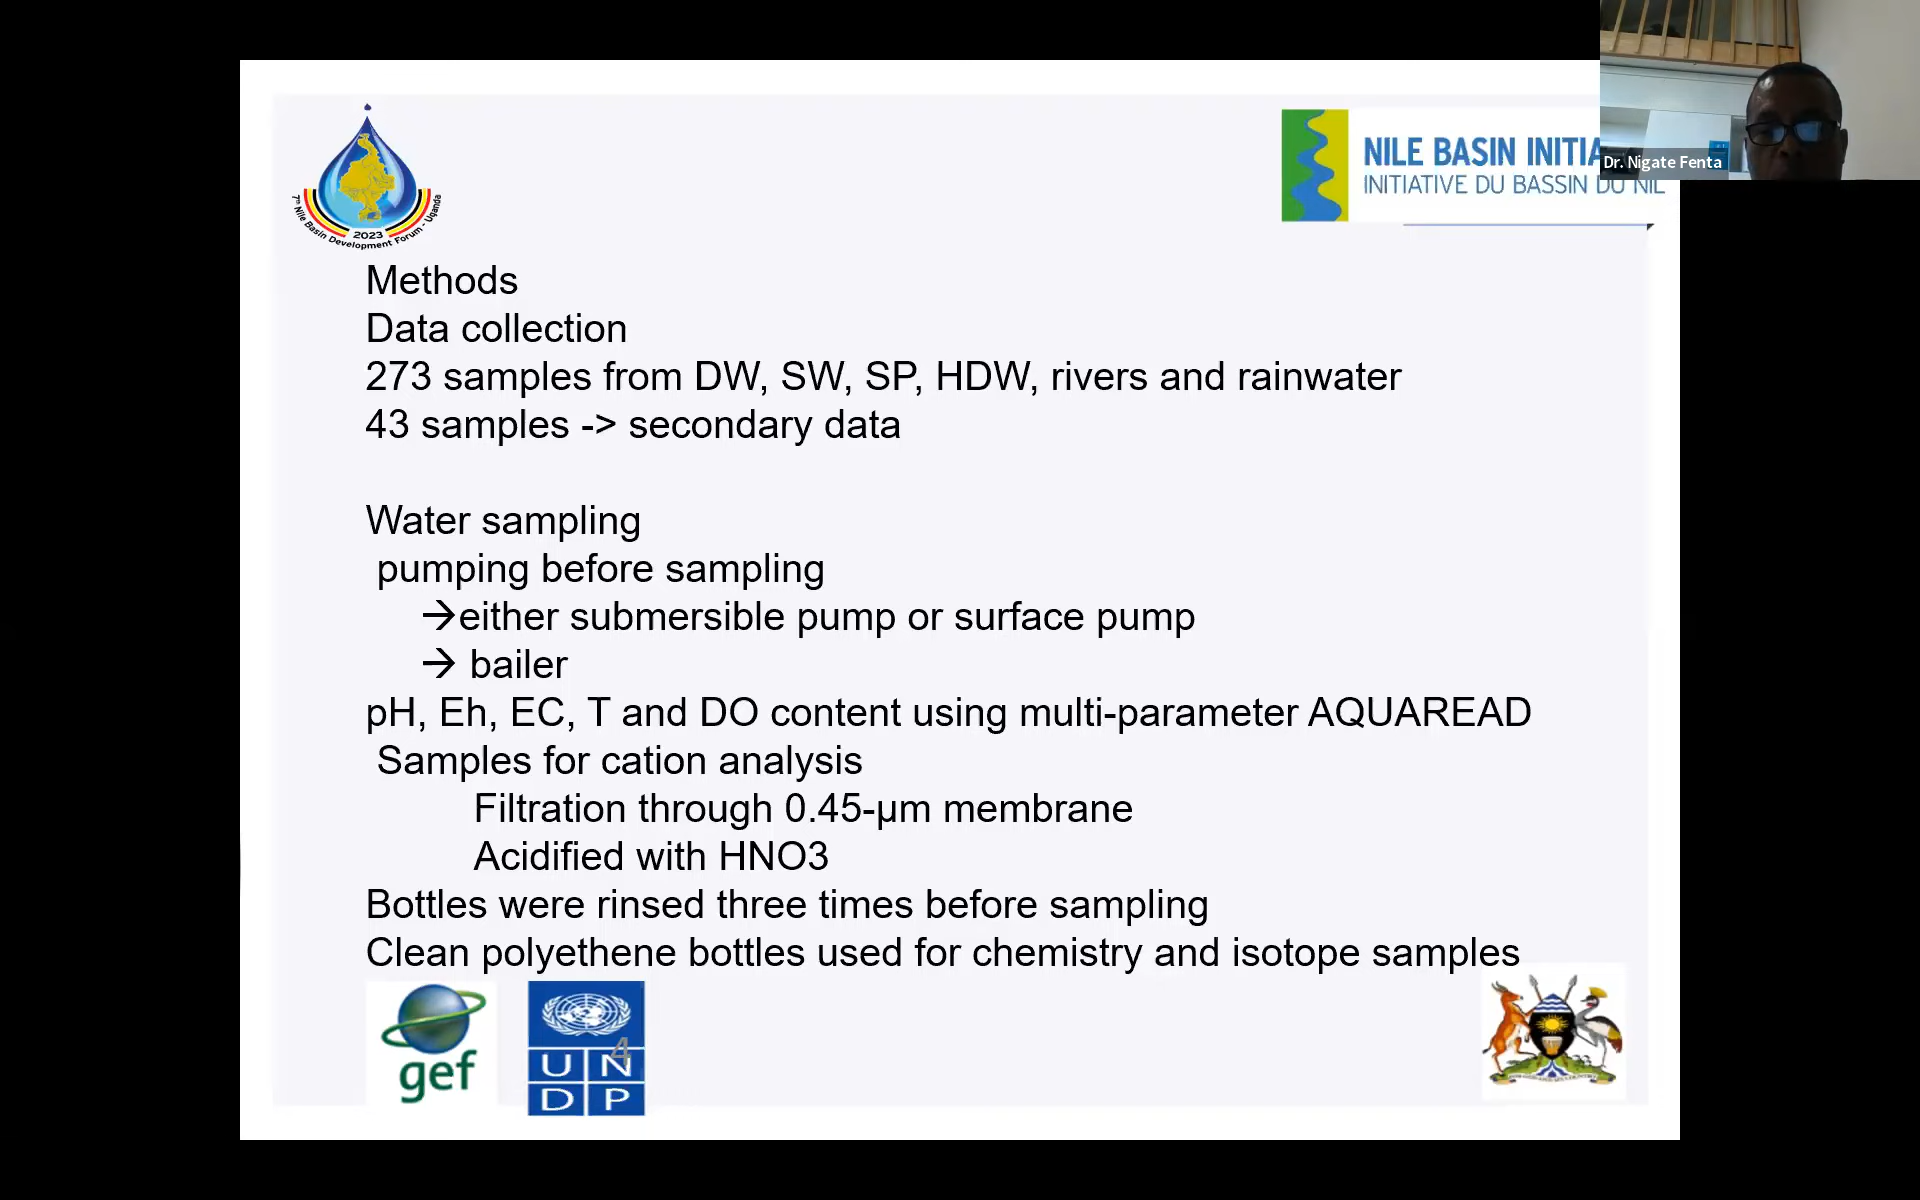 7th Nile Basin Development Forum - Uganda
2023
NILE BASIN INITIA
INITIATIVE DU BASSIN DU NIL
Dr. Nigate Fenta
Methods
Data collection
273 samples from DW, SW, SP, HDW, rivers and rainwater
43 samples -> secondary data
Water sampling
pumping before sampling
→either submersible pump or surface pump
→ bailer
pH, Eh, EC, T and DO content using multi-parameter AQUAREAD
Samples for cation analysis
Filtration through 0.45-µm membrane
Acidified with HNO3
Bottles were rinsed three times before sampling
Clean polyethene bottles used for chemistry and isotope samples
gef
4
U N
D P